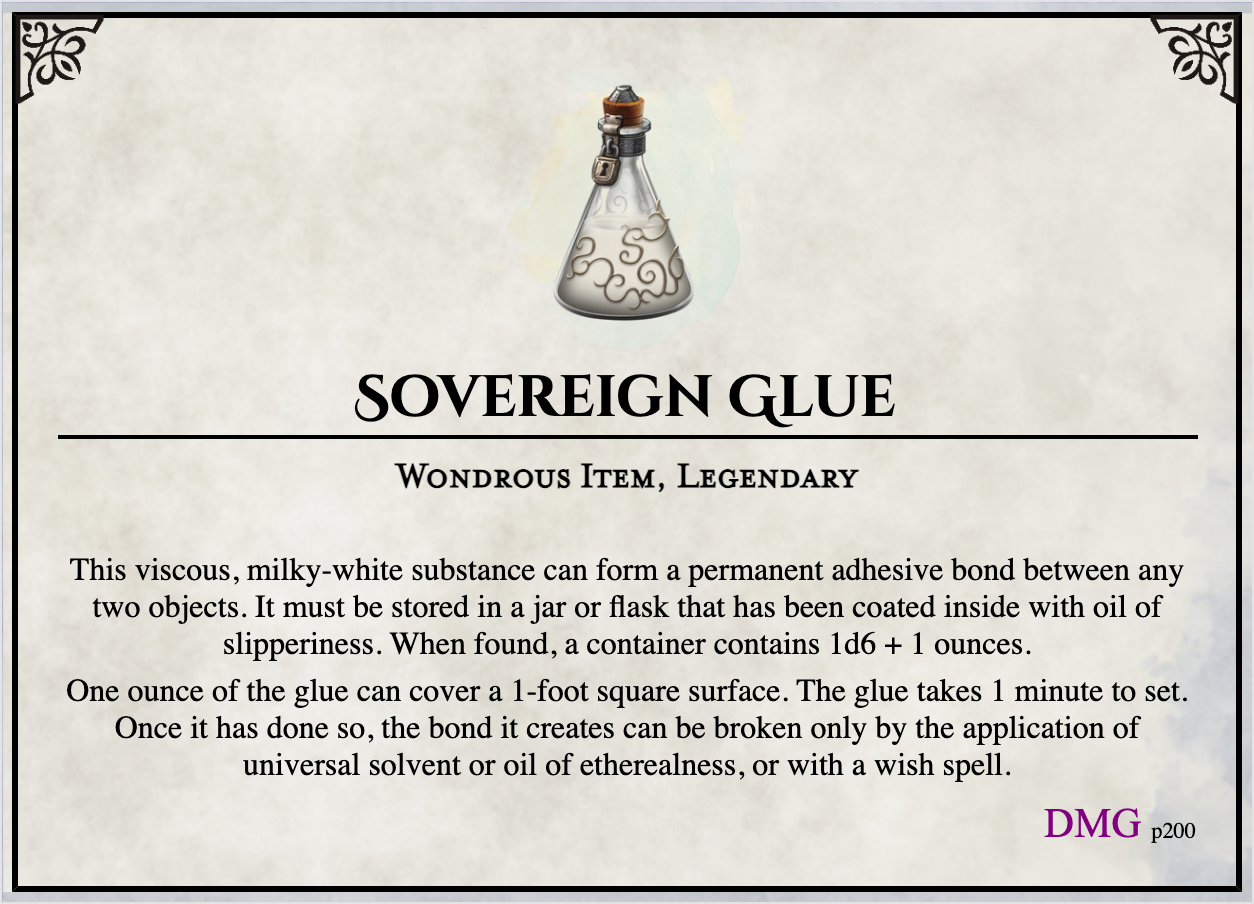 Sovereign Glue
Wondrous Item, Legendary
This viscous, milky-white substance can form a permanent adhesive bond between any
two objects. It must be stored in a jar or flask that has been coated inside with oil of
slipperiness. When found, a container contains 1d6 + 1 ounces.
One ounce of the glue can cover a 1-foot square surface. The glue takes 1 minute to set.
Once it has done so, the bond it creates can be broken only by the application of
universal solvent or oil of etherealness, or with a wish spell.
DMG p200